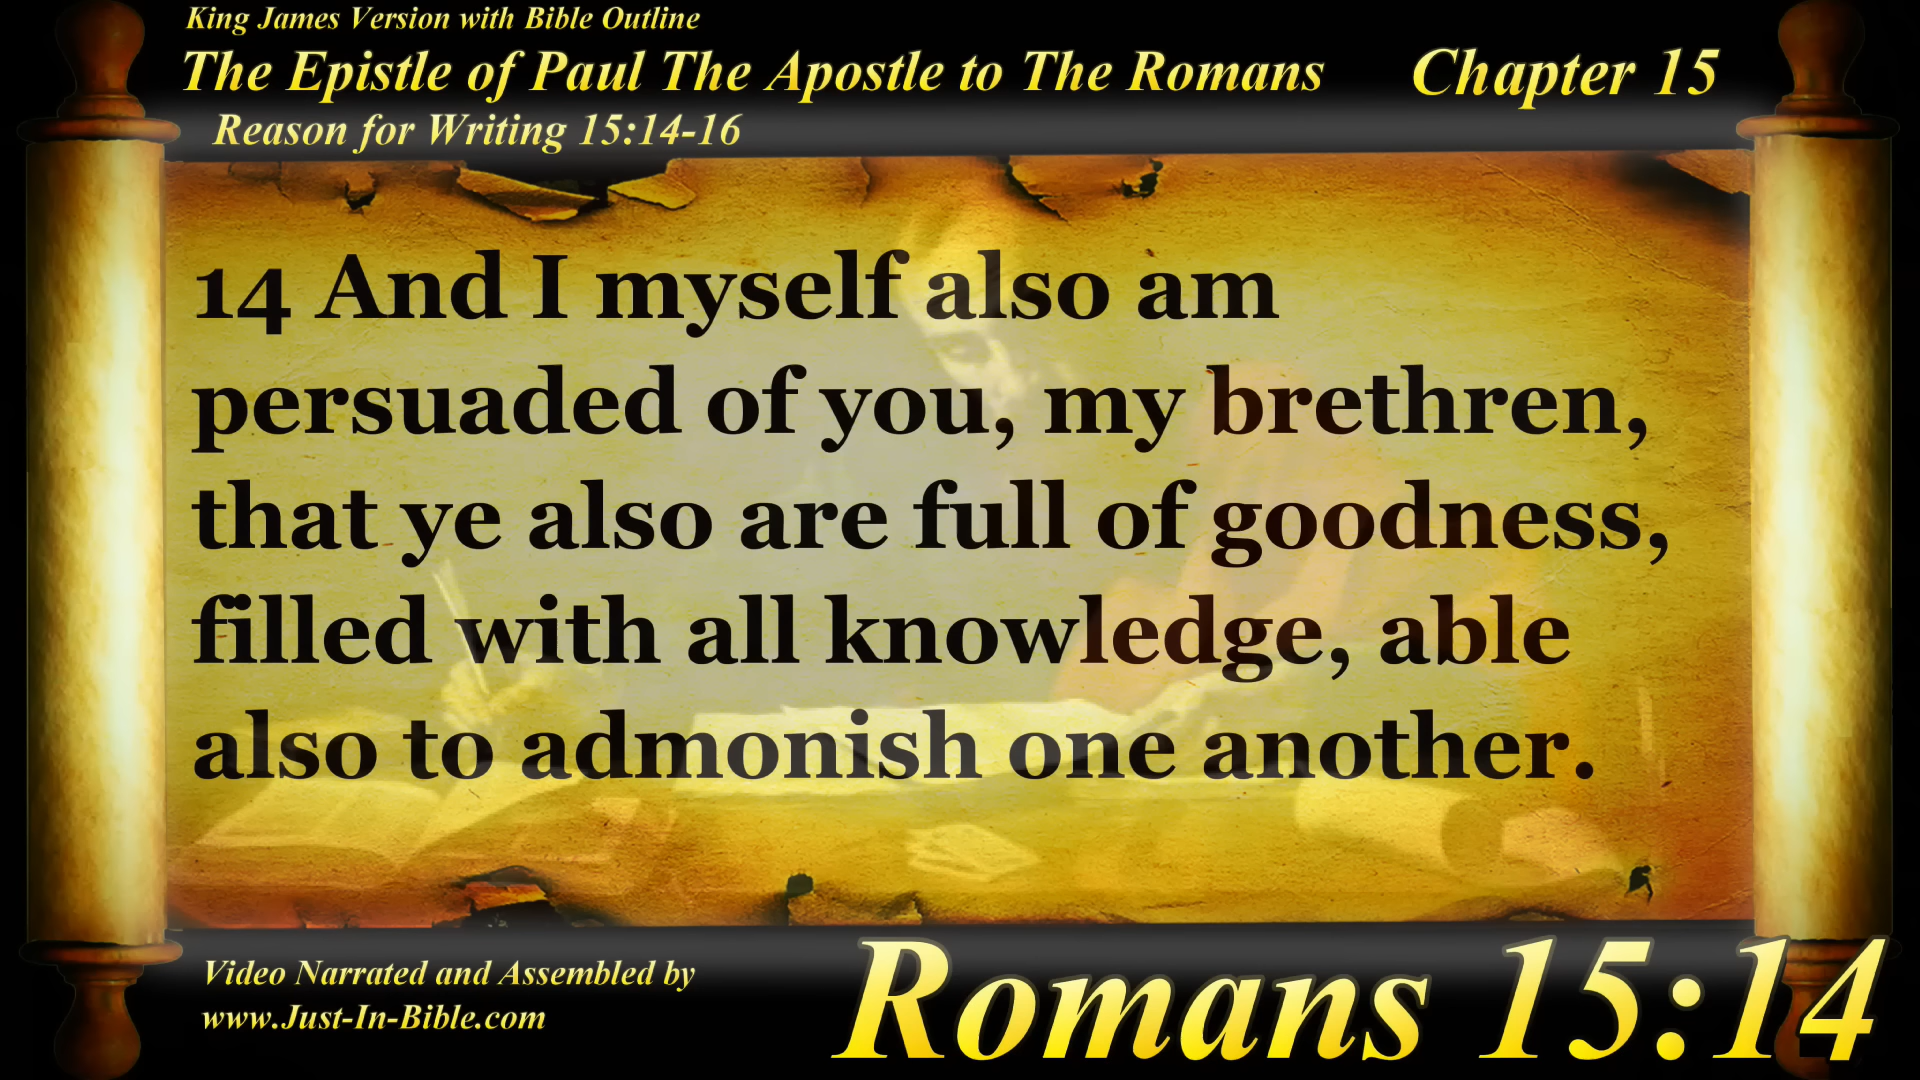 King James Version with Bible Outline
The Epistle of Paul The Apostle to The Romans Chapter 15
Reason for Writing 15:14-16
14 And I myself also am
persuaded of you, my brethren,
that ye also are full of goodness,
filled with all knowledge, able
also to admonish one another.
Video Narrated and Assembled by
www.Just-In-Bible.com
Romans 15:14